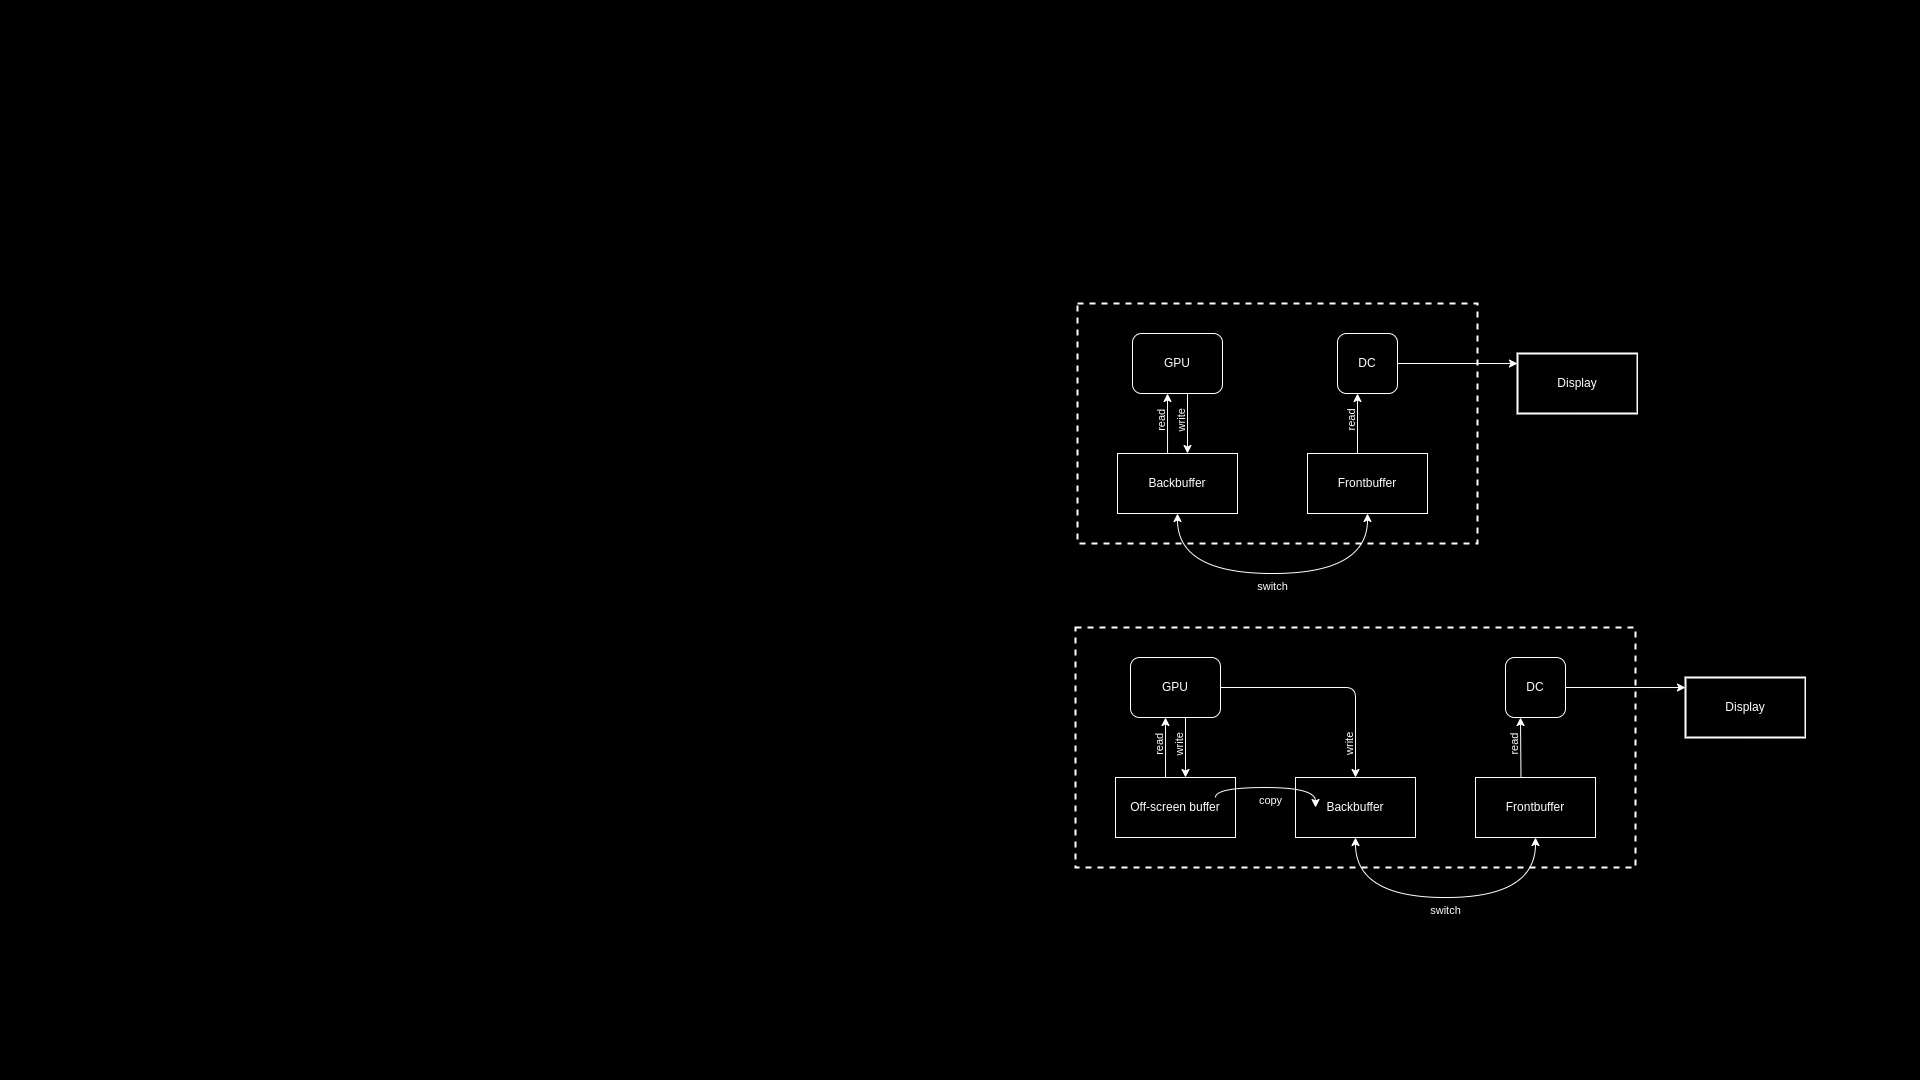 GPU
DC
Display
read
write
read
Backbuffer
Frontbuffer
switch
GPU
DC
Display
read
write
write
read
Off-screen buffer
copy
Backbuffer
Frontbuffer
switch